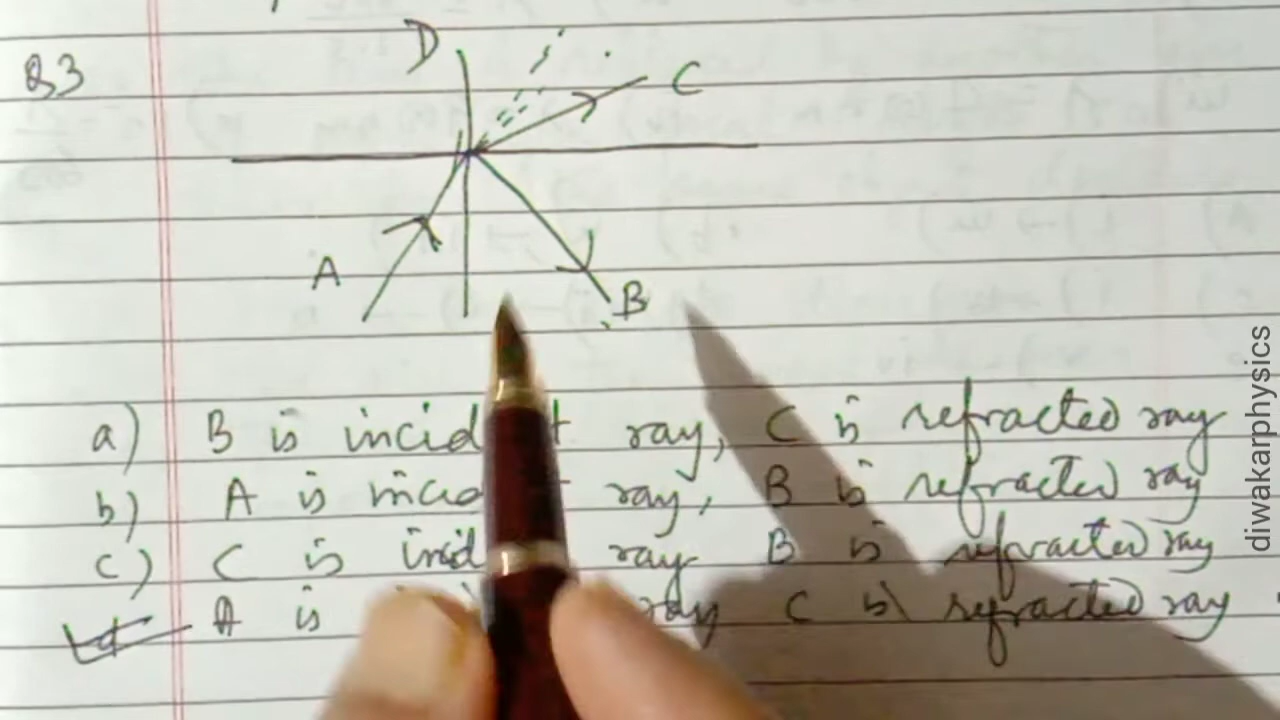 Q3
D
C
A
B
a) B is incid t ray, C is refracted ray
b) A is incid t ray, B is refracted ray
c) C is incid ray B is refracted ray
d A is ray C is refracted ray
diwakarphysics